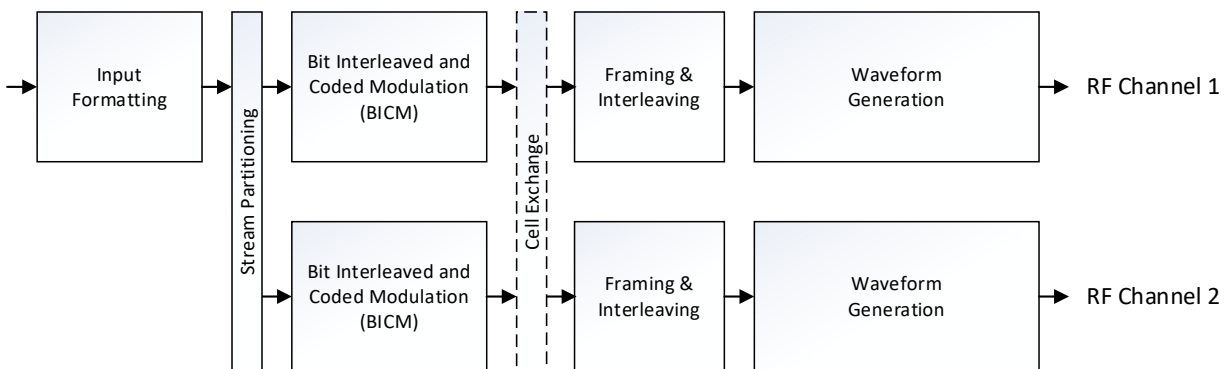 Input
Formatting
Stream Partitioning
Bit Interleaved and
Coded Modulation
(BICM)
Cell Exchange
Framing &
Interleaving
Waveform
Generation
RF Channel 1
Bit Interleaved and
Coded Modulation
(BICM)
Framing &
Interleaving
Waveform
Generation
RF Channel 2